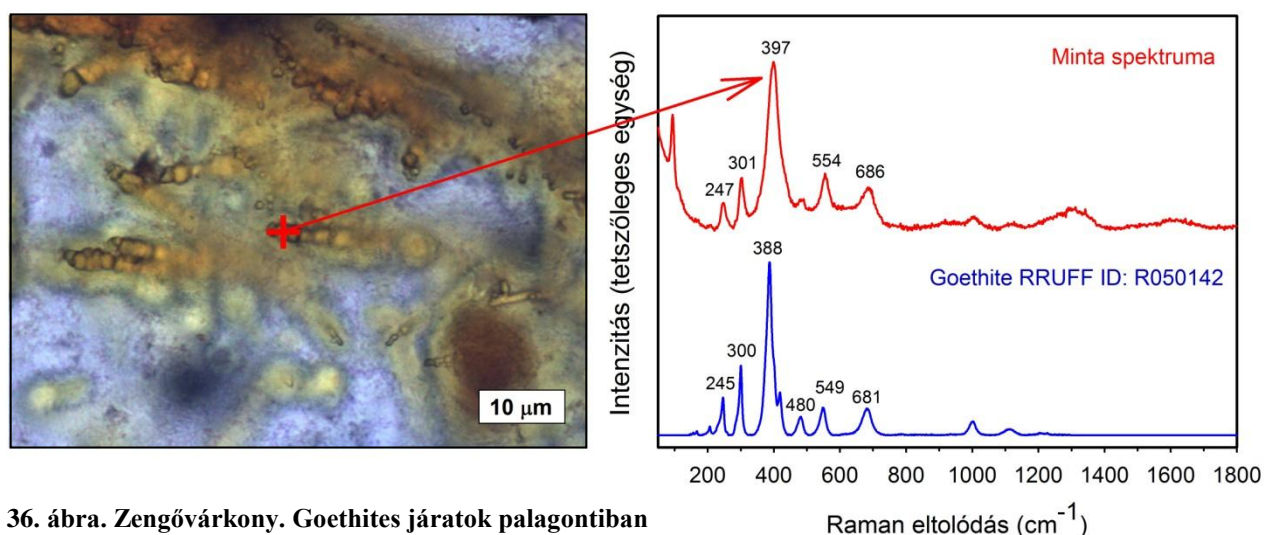 10 µm
Intenzitás (tetszőleges egység)
Minta spektruma
397
247
301
554
686
Goethite RRUFF ID: R050142
388
245
300
480
549
681
200 400 600 800 1000 1200 1400 1600 1800
Raman eltolódás (cm⁻¹)
36. ábra. Zengővárkony. Goethites járatok palagontiban